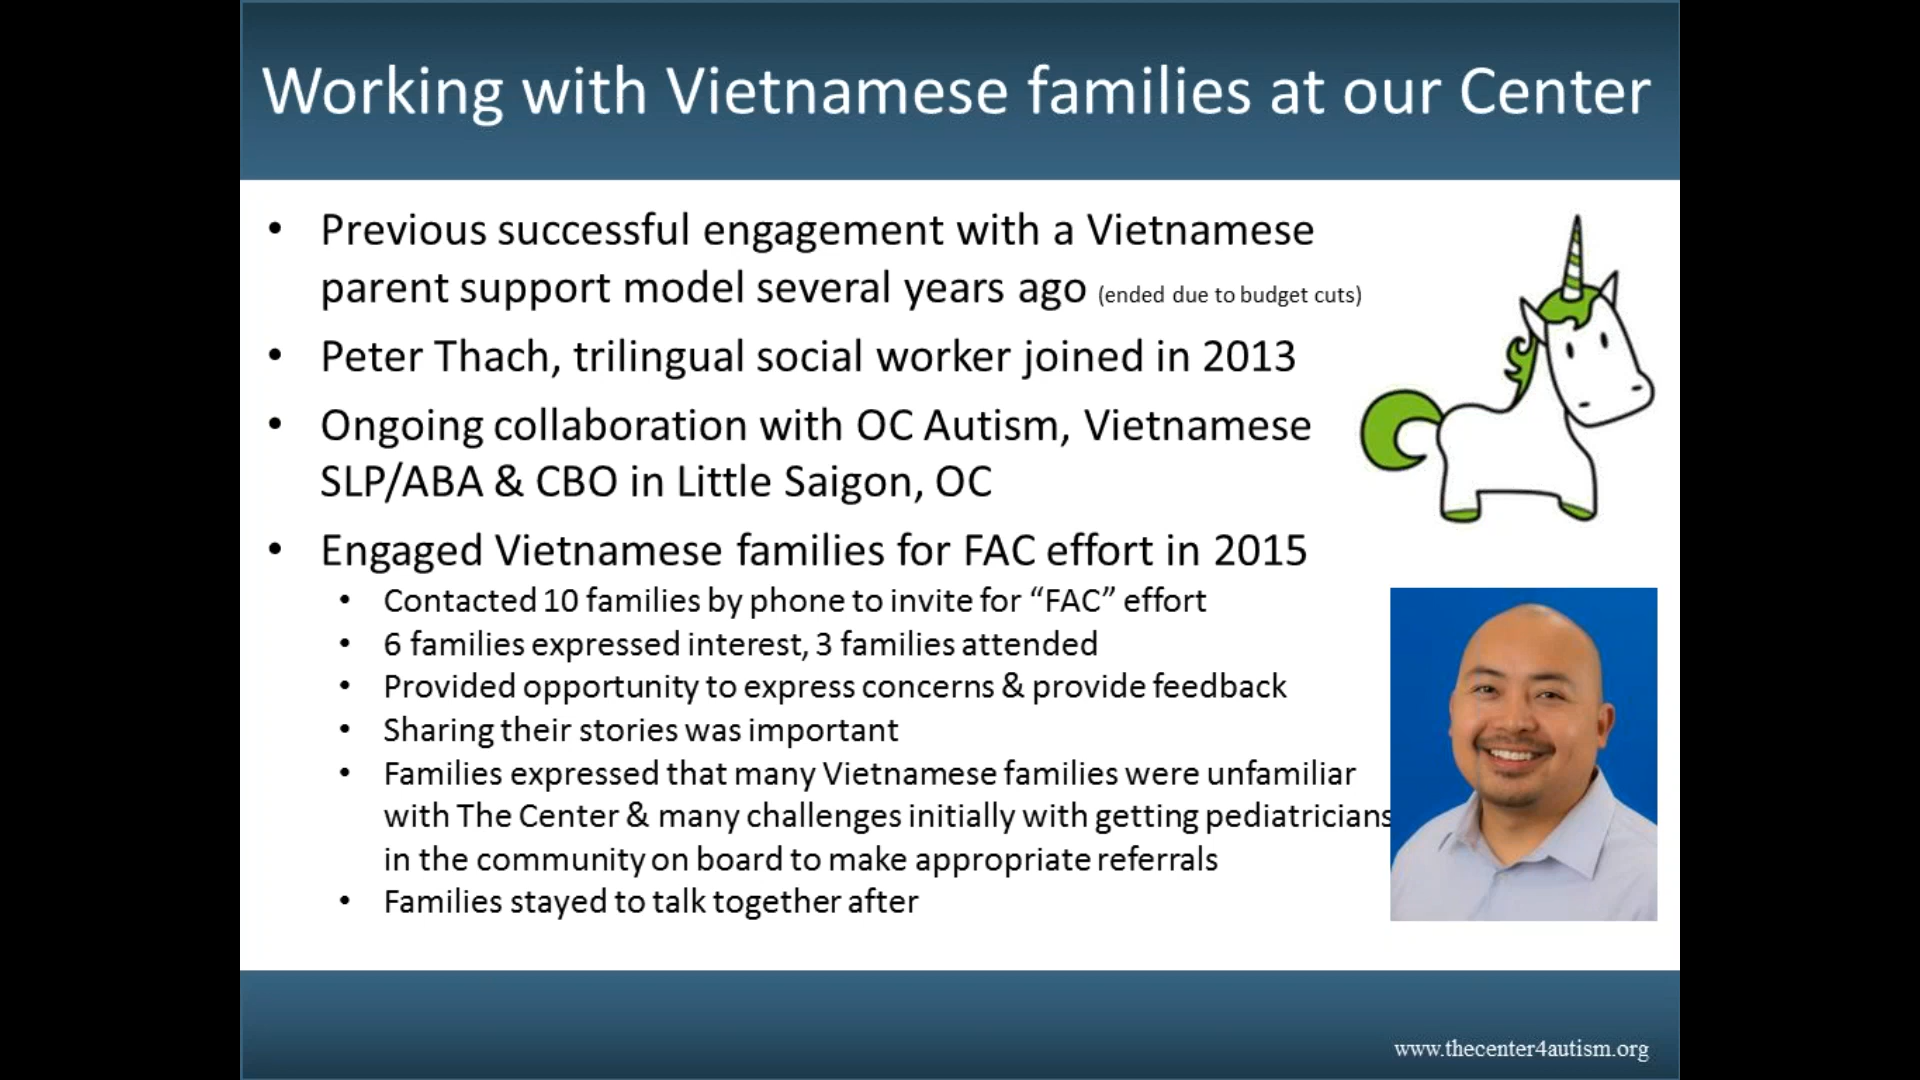 Working with Vietnamese families at our Center
• Previous successful engagement with a Vietnamese
parent support model several years ago (ended due to budget cuts)
• Peter Thach, trilingual social worker joined in 2013
• Ongoing collaboration with OC Autism, Vietnamese
SLP/ABA & CBO in Little Saigon, OC
• Engaged Vietnamese families for FAC effort in 2015
• Contacted 10 families by phone to invite for “FAC” effort
• 6 families expressed interest, 3 families attended
• Provided opportunity to express concerns & provide feedback
• Sharing their stories was important
• Families expressed that many Vietnamese families were unfamiliar
with The Center & many challenges initially with getting pediatricians
in the community on board to make appropriate referrals
• Families stayed to talk together after
www.thecenter4autism.org